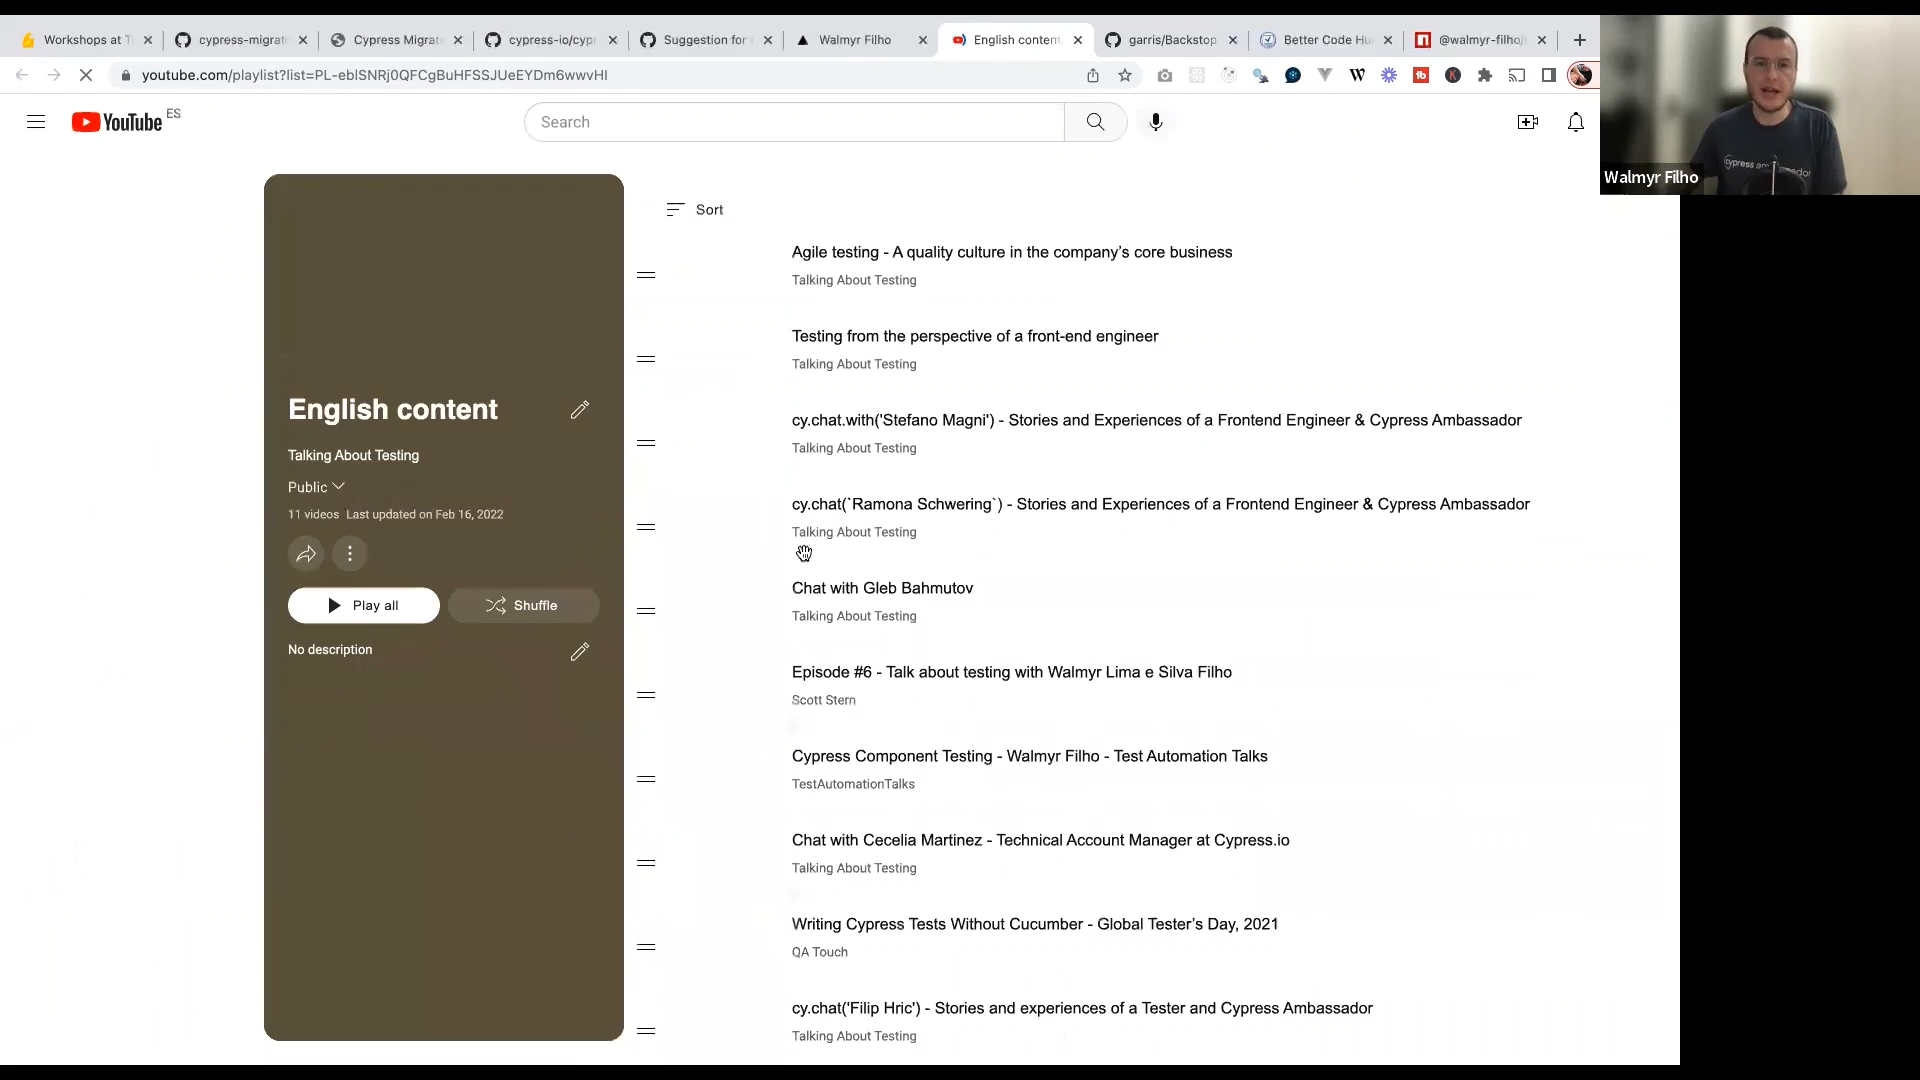 Workshops at T
cypress-migrat
Cypress Migrat
cypress-io/cyp
Suggestion for
Walmyr Filho
English content
garris/Backstop
Better Code Hu
@walmyr-filho/
youtube.com/playlist?list=PL-eblSNRj0QFCgBuHFSSJUeEYDm6wwvHI
YouTube ES
Search
Walmyr Filho
Sort
Agile testing - A quality culture in the company’s core business
Talking About Testing
Testing from the perspective of a front-end engineer
Talking About Testing
cy.chat.with('Stefano Magni') - Stories and Experiences of a Frontend Engineer & Cypress Ambassador
Talking About Testing
cy.chat(`Ramona Schwering`) - Stories and Experiences of a Frontend Engineer & Cypress Ambassador
Talking About Testing
Chat with Gleb Bahmutov
Talking About Testing
Episode #6 - Talk about testing with Walmyr Lima e Silva Filho
Scott Stern
Cypress Component Testing - Walmyr Filho - Test Automation Talks
TestAutomationTalks
Chat with Cecelia Martinez - Technical Account Manager at Cypress.io
Talking About Testing
Writing Cypress Tests Without Cucumber - Global Tester’s Day, 2021
QA Touch
cy.chat('Filip Hric') - Stories and experiences of a Tester and Cypress Ambassador
Talking About Testing
English content
Talking About Testing
Public
11 videos Last updated on Feb 16, 2022
Play all
Shuffle
No description